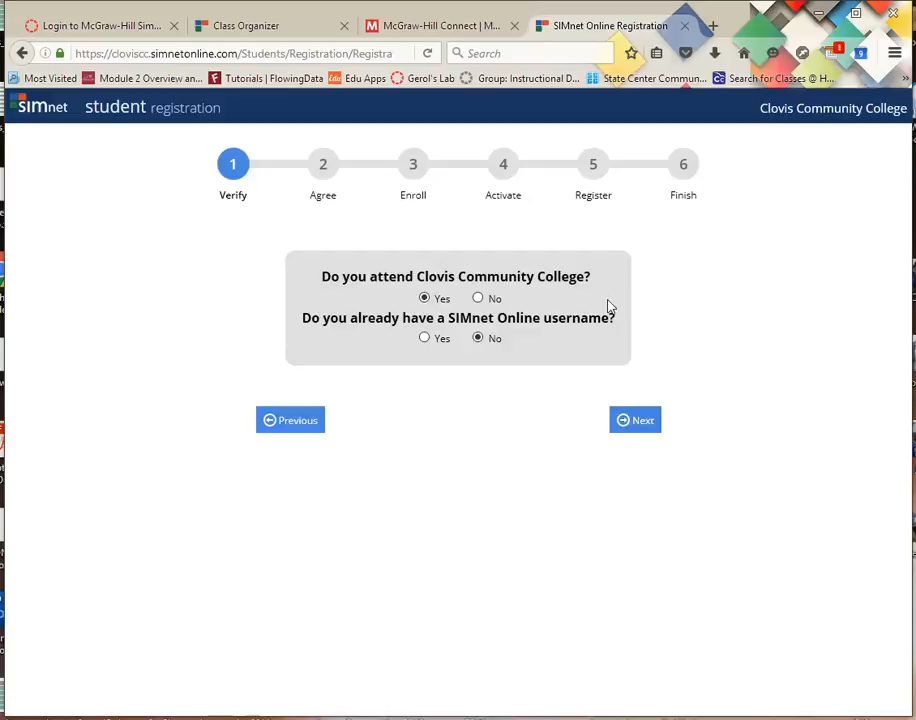 Login to McGraw-Hill Sim...
Class Organizer
McGraw-Hill Connect | M...
SIMnet Online Registration
https://cloviscc.simnetonline.com/Students/Registration/Registra
Search
1
9
Most Visited
Module 2 Overview an...
Tutorials | FlowingData
Edu Apps
Gerol's Lab
Group: Instructional D...
State Center Commun...
Search for Classes @ H...
SIMnet student registration
Clovis Community College
1 2 3 4 5 6
Verify Agree Enroll Activate Register Finish
Do you attend Clovis Community College?
Yes No
Do you already have a SIMnet Online username?
Yes No
Previous
Next